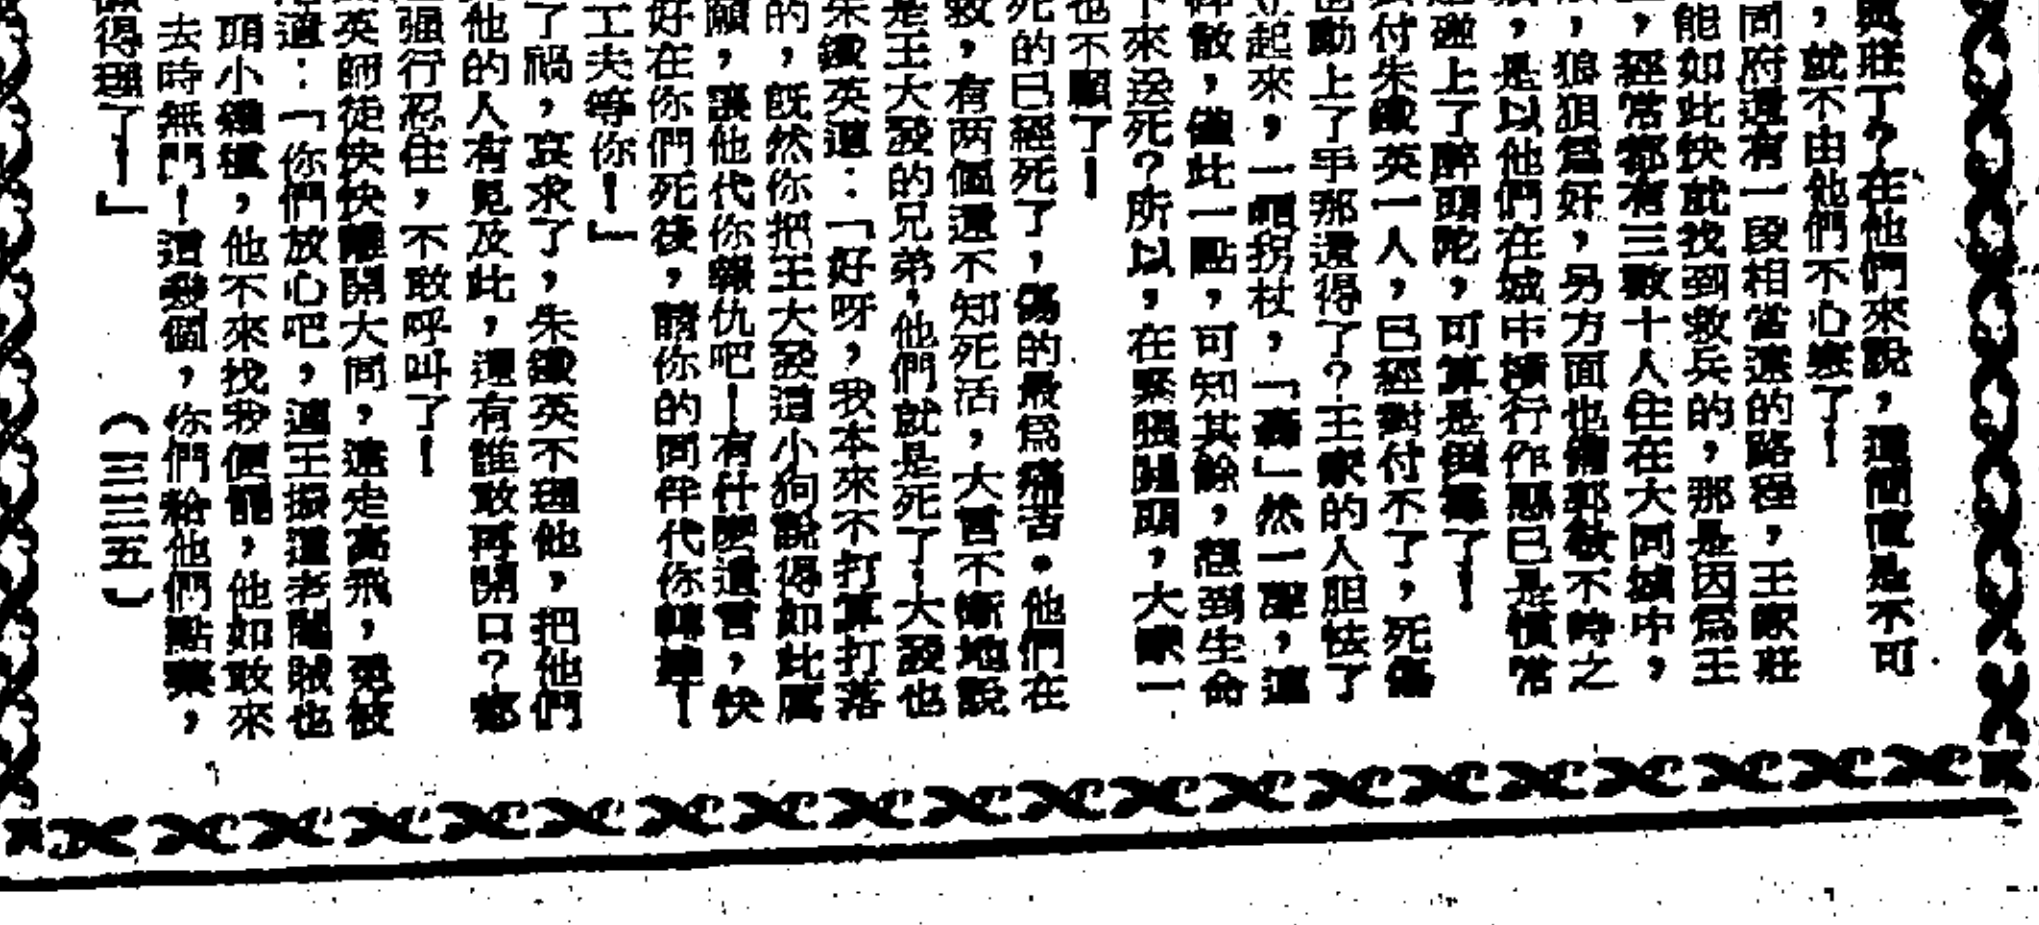 莊了?在他們來說,這簡直是不可
,就不由他們不心寒了!
同府還有一段相當遠的路程,王家莊
能如此快就找到救兵的,那是因為王
,經常都有三數十人住在大同城中,
,狼狽為奸,另方面也備郭敏不時之
,是以他們在城中橫行作惡已是慣常
碰上了醉頭陀,可算是倒霉了!
付朱鐵英一人,已經對付不了,死傷
動上了手那還得了?王家的人胆怯了
起來,一唱拐杖,「轟」然一聲,這
散,僅此一點,可知其餘,想到生命
下來送死?所以,在緊張關頭,大家一
也不顧了!
死的已經死了,傷的最爲痛苦。他們在
救,有两個還不知死活,大言不慚地說
是王大發的兄弟,他們就是死了,大發也
朱鐵英道:「好呀,我本來不打算打落
的,既然你把王大發這小狗說得如此厲
願,讓他代你報仇吧!有什麼遺言,快
好在你們死後,請你的同伴代你轉達!
工夫等你!」
了禍,哀求了,朱鐵英不理他,把他們
他的人有見及此,還有誰敢再開口?都
强行忍住,不敢呼叫了!
英師徒快快離開大同,遠走高飛,免被
道:「你們放心吧,連王振這老閹賊也
頭小雜種,他不來找我便罷,他如敢來
去時無門!這幾個,你們給他們點藥,
得理了!」
(三三五)